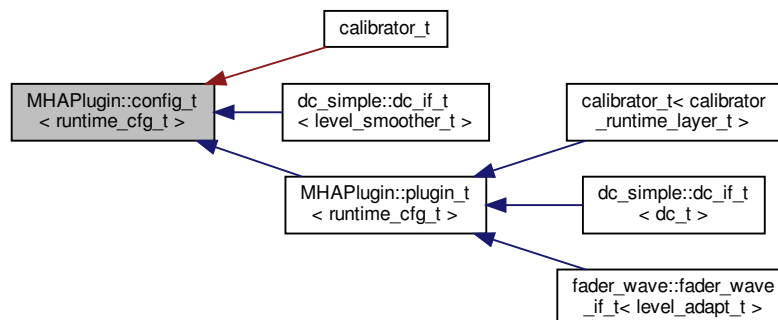 calibrator_t
MHAPlugin::config_t
< runtime_cfg_t >
dc_simple::dc_if_t
< level_smoother_t >
calibrator_t< calibrator
_runtime_layer_t >
MHAPlugin::plugin_t
< runtime_cfg_t >
dc_simple::dc_if_t
< dc_t >
fader_wave::fader_wave
_if_t< level_adapt_t >